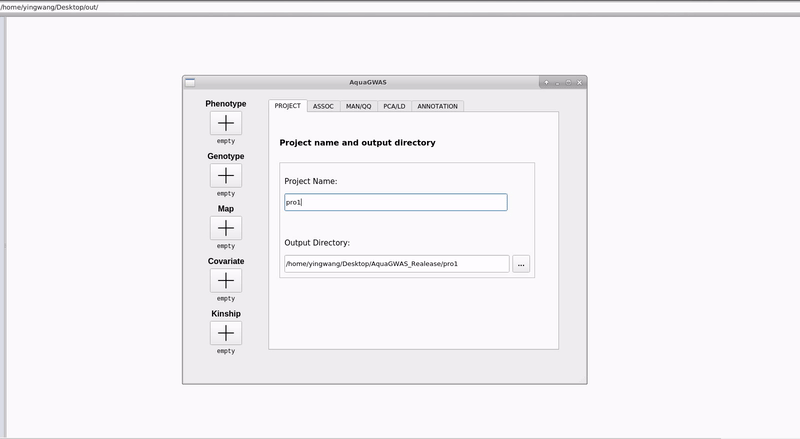 /home/yingwang/Desktop/out/
AquaGWAS
Phenotype
empty
Genotype
empty
Map
empty
Covariate
empty
Kinship
empty
PROJECT ASSOC MAN/QQ PCA/LD ANNOTATION
Project name and output directory
Project Name:
pro1
Output Directory:
/home/yingwang/Desktop/AquaGWAS_Realease/pro1
...